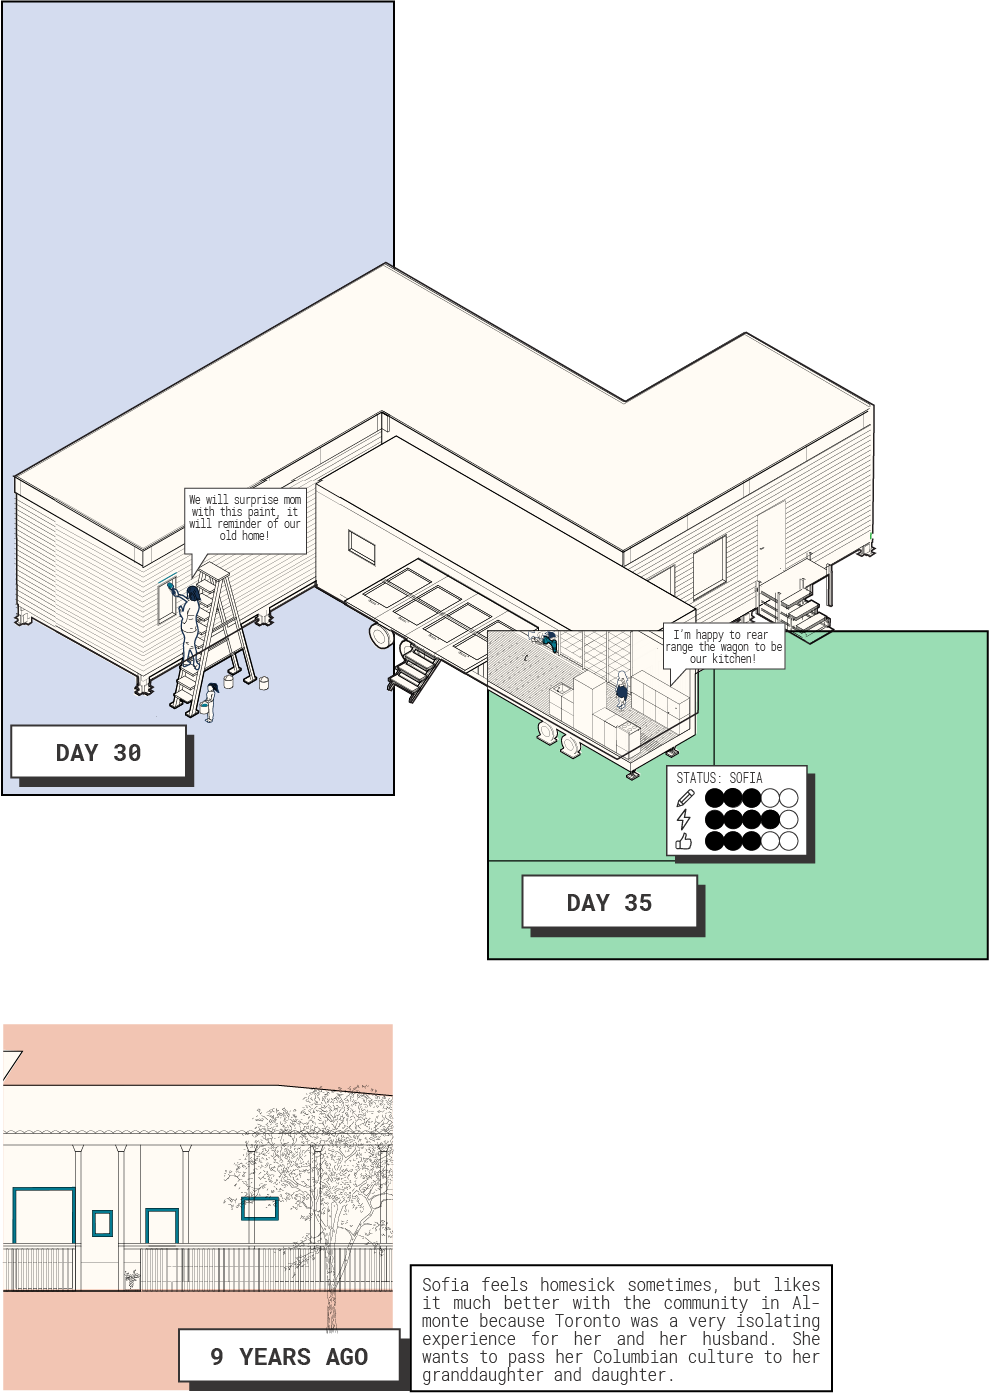 We will surprise mom
with this paint, it
will reminder of our
old home!
DAY 30
I'm happy to rear
range the wagon to be
our kitchen!
STATUS: SOFIA
DAY 35
9 YEARS AGO
Sofia feels homesick sometimes, but likes
it much better with the community in Al-
monte because Toronto was a very isolating
experience for her and her husband. She
wants to pass her Columbian culture to her
granddaughter and daughter.